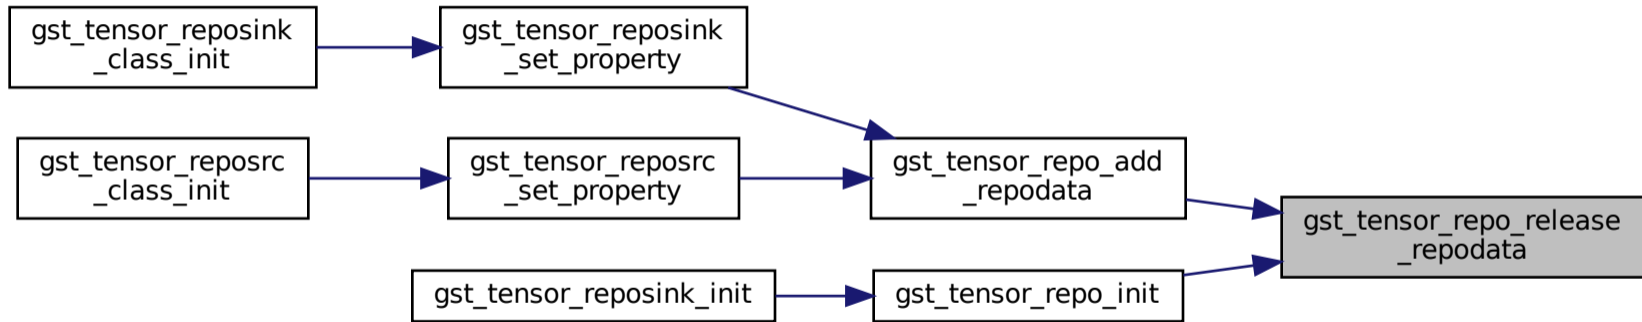 gst_tensor_reposink
_class_init
gst_tensor_reposink
_set_property
gst_tensor_reposrc
_class_init
gst_tensor_reposrc
_set_property
gst_tensor_repo_add
_repodata
gst_tensor_repo_release
_repodata
gst_tensor_reposink_init
gst_tensor_repo_init